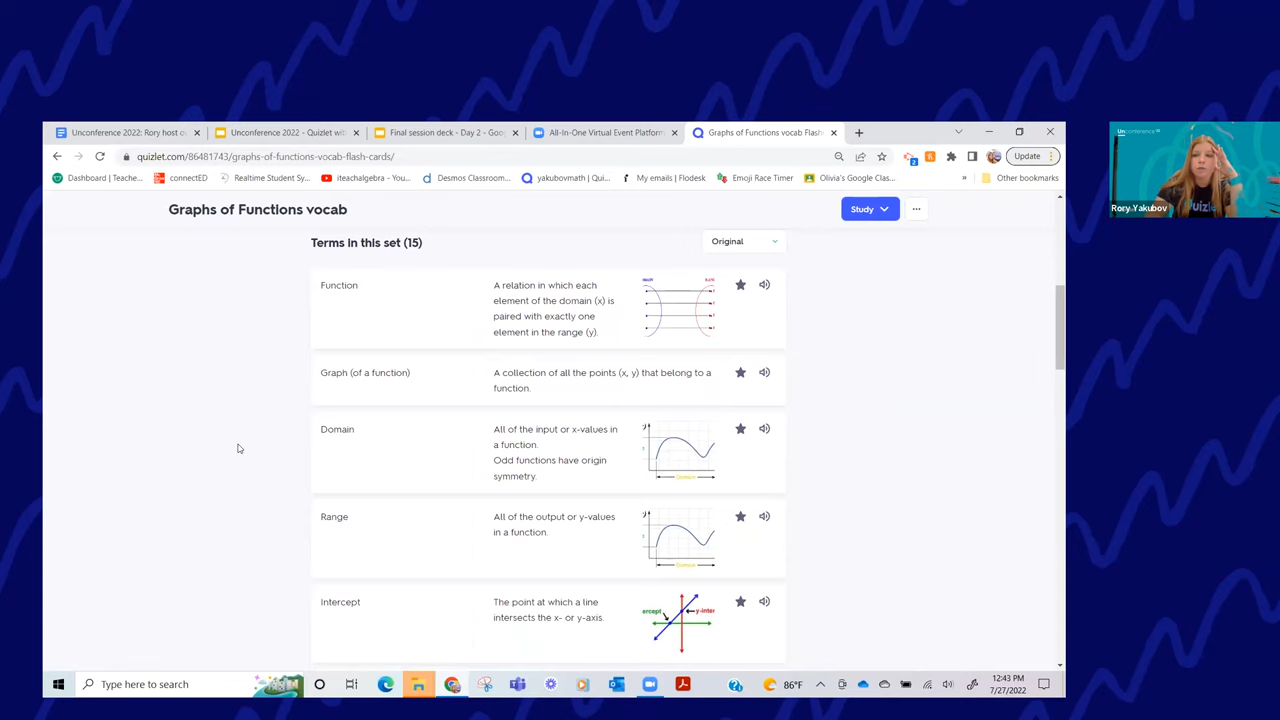 Unconference 2022: Rory host o
Unconference 2022 - Quizlet wit
Final session deck - Day 2 - Goo
All-In-One Virtual Event Platform
Graphs of Functions vocab Flash
quizlet.com/86481743/graphs-of-functions-vocab-flash-cards/
2
Update
Dashboard | Teache...
connectED
Realtime Student Sy...
iteachalgebra - You...
Desmos Classroom...
yakubovmath | Qui...
My emails | Flodesk
Emoji Race Timer
Olivia's Google Clas...
»
Other bookmarks
Unconference
Quizle
Rory Yakubov
Graphs of Functions vocab
Study
Terms in this set (15)
Original
Function
A relation in which each
element of the domain (x) is
paired with exactly one
element in the range (y).
Graph (of a function)
A collection of all the points (x, y) that belong to a
function.
Domain
All of the input or x-values in
a function.
Odd functions have origin
symmetry.
Range
All of the output or y-values
in a function.
Intercept
The point at which a line
intersects the x- or y-axis.
ercept
y-inter
Type here to search
86°F
12:43 PM
7/27/2022